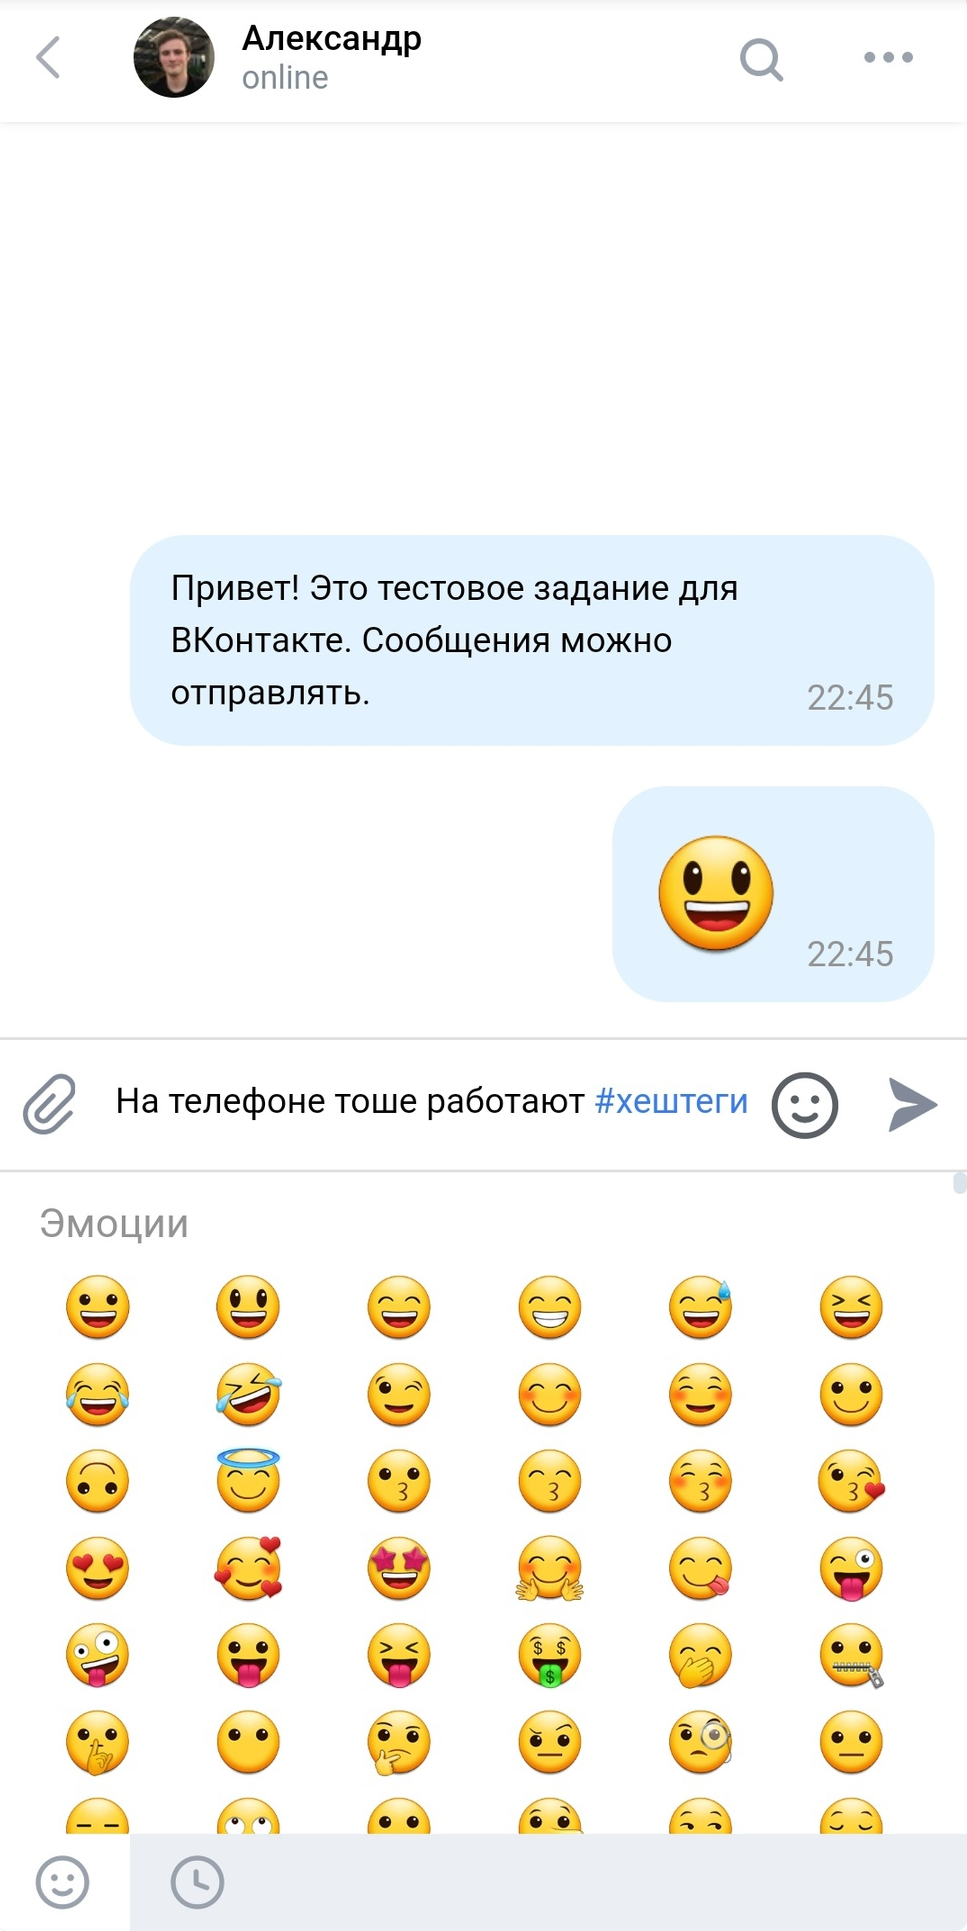 Александр
online
Привет! Это тестовое задание для
ВКонтакте. Сообщения можно
отправлять.
22:45
22:45
На телефоне тоше работают #хештеги
Эмоции